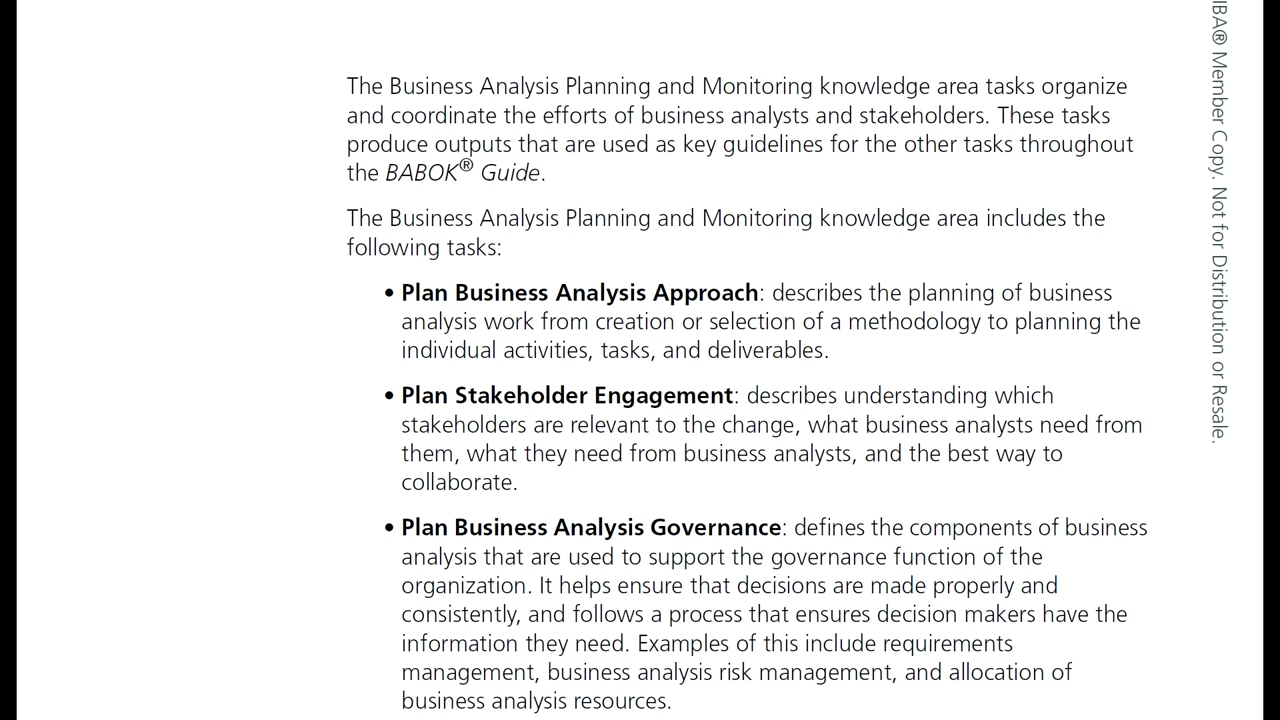 The Business Analysis Planning and Monitoring knowledge area tasks organize
and coordinate the efforts of business analysts and stakeholders. These tasks
produce outputs that are used as key guidelines for the other tasks throughout
the BABOK® Guide.
The Business Analysis Planning and Monitoring knowledge area includes the
following tasks:
• Plan Business Analysis Approach: describes the planning of business
analysis work from creation or selection of a methodology to planning the
individual activities, tasks, and deliverables.
• Plan Stakeholder Engagement: describes understanding which
stakeholders are relevant to the change, what business analysts need from
them, what they need from business analysts, and the best way to
collaborate.
• Plan Business Analysis Governance: defines the components of business
analysis that are used to support the governance function of the
organization. It helps ensure that decisions are made properly and
consistently, and follows a process that ensures decision makers have the
information they need. Examples of this include requirements
management, business analysis risk management, and allocation of
business analysis resources.
IBA® Member Copy. Not for Distribution or Resale.